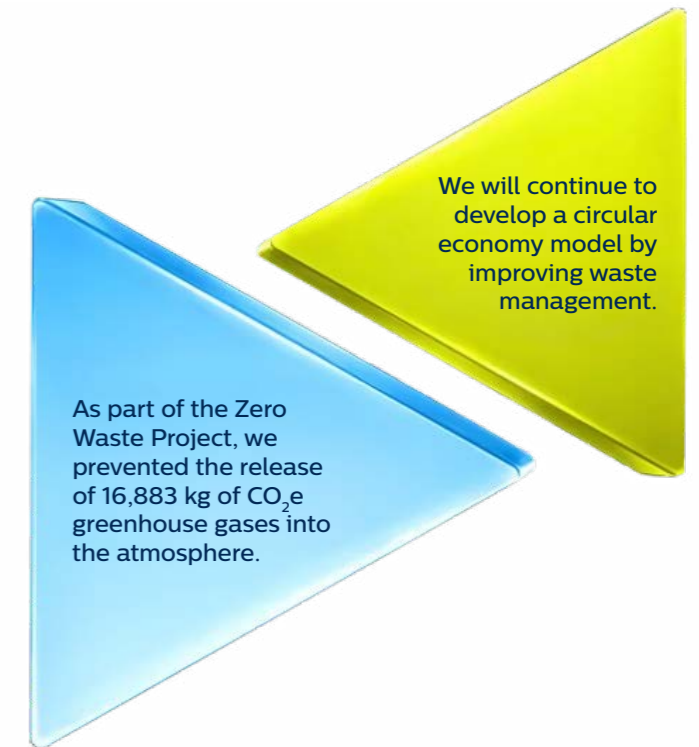 We will continue to
develop a circular
economy model by
improving waste
management.
As part of the Zero
Waste Project, we
prevented the release
of 16,883 kg of CO₂e
greenhouse gases into
the atmosphere.